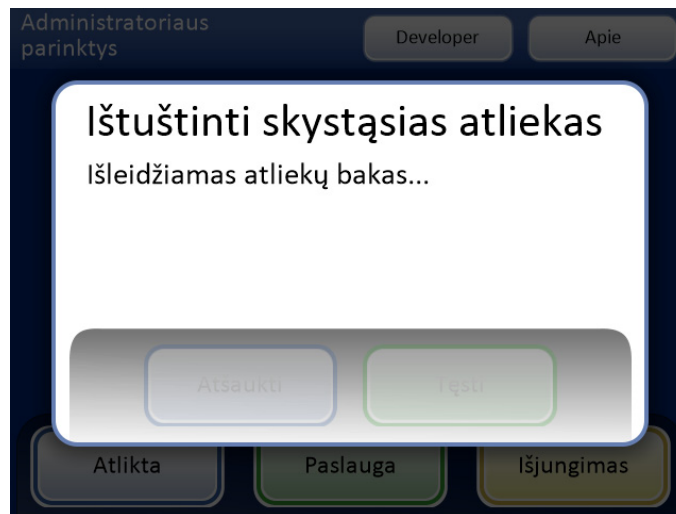 Administratoriaus
parinktys
Developer
Apie
Ištuštinti skystąsias atliekas
Išleidžiamas atliekų bakas...
Atšaukti
Tęsti
Atlikta
Paslauga
Išjungimas